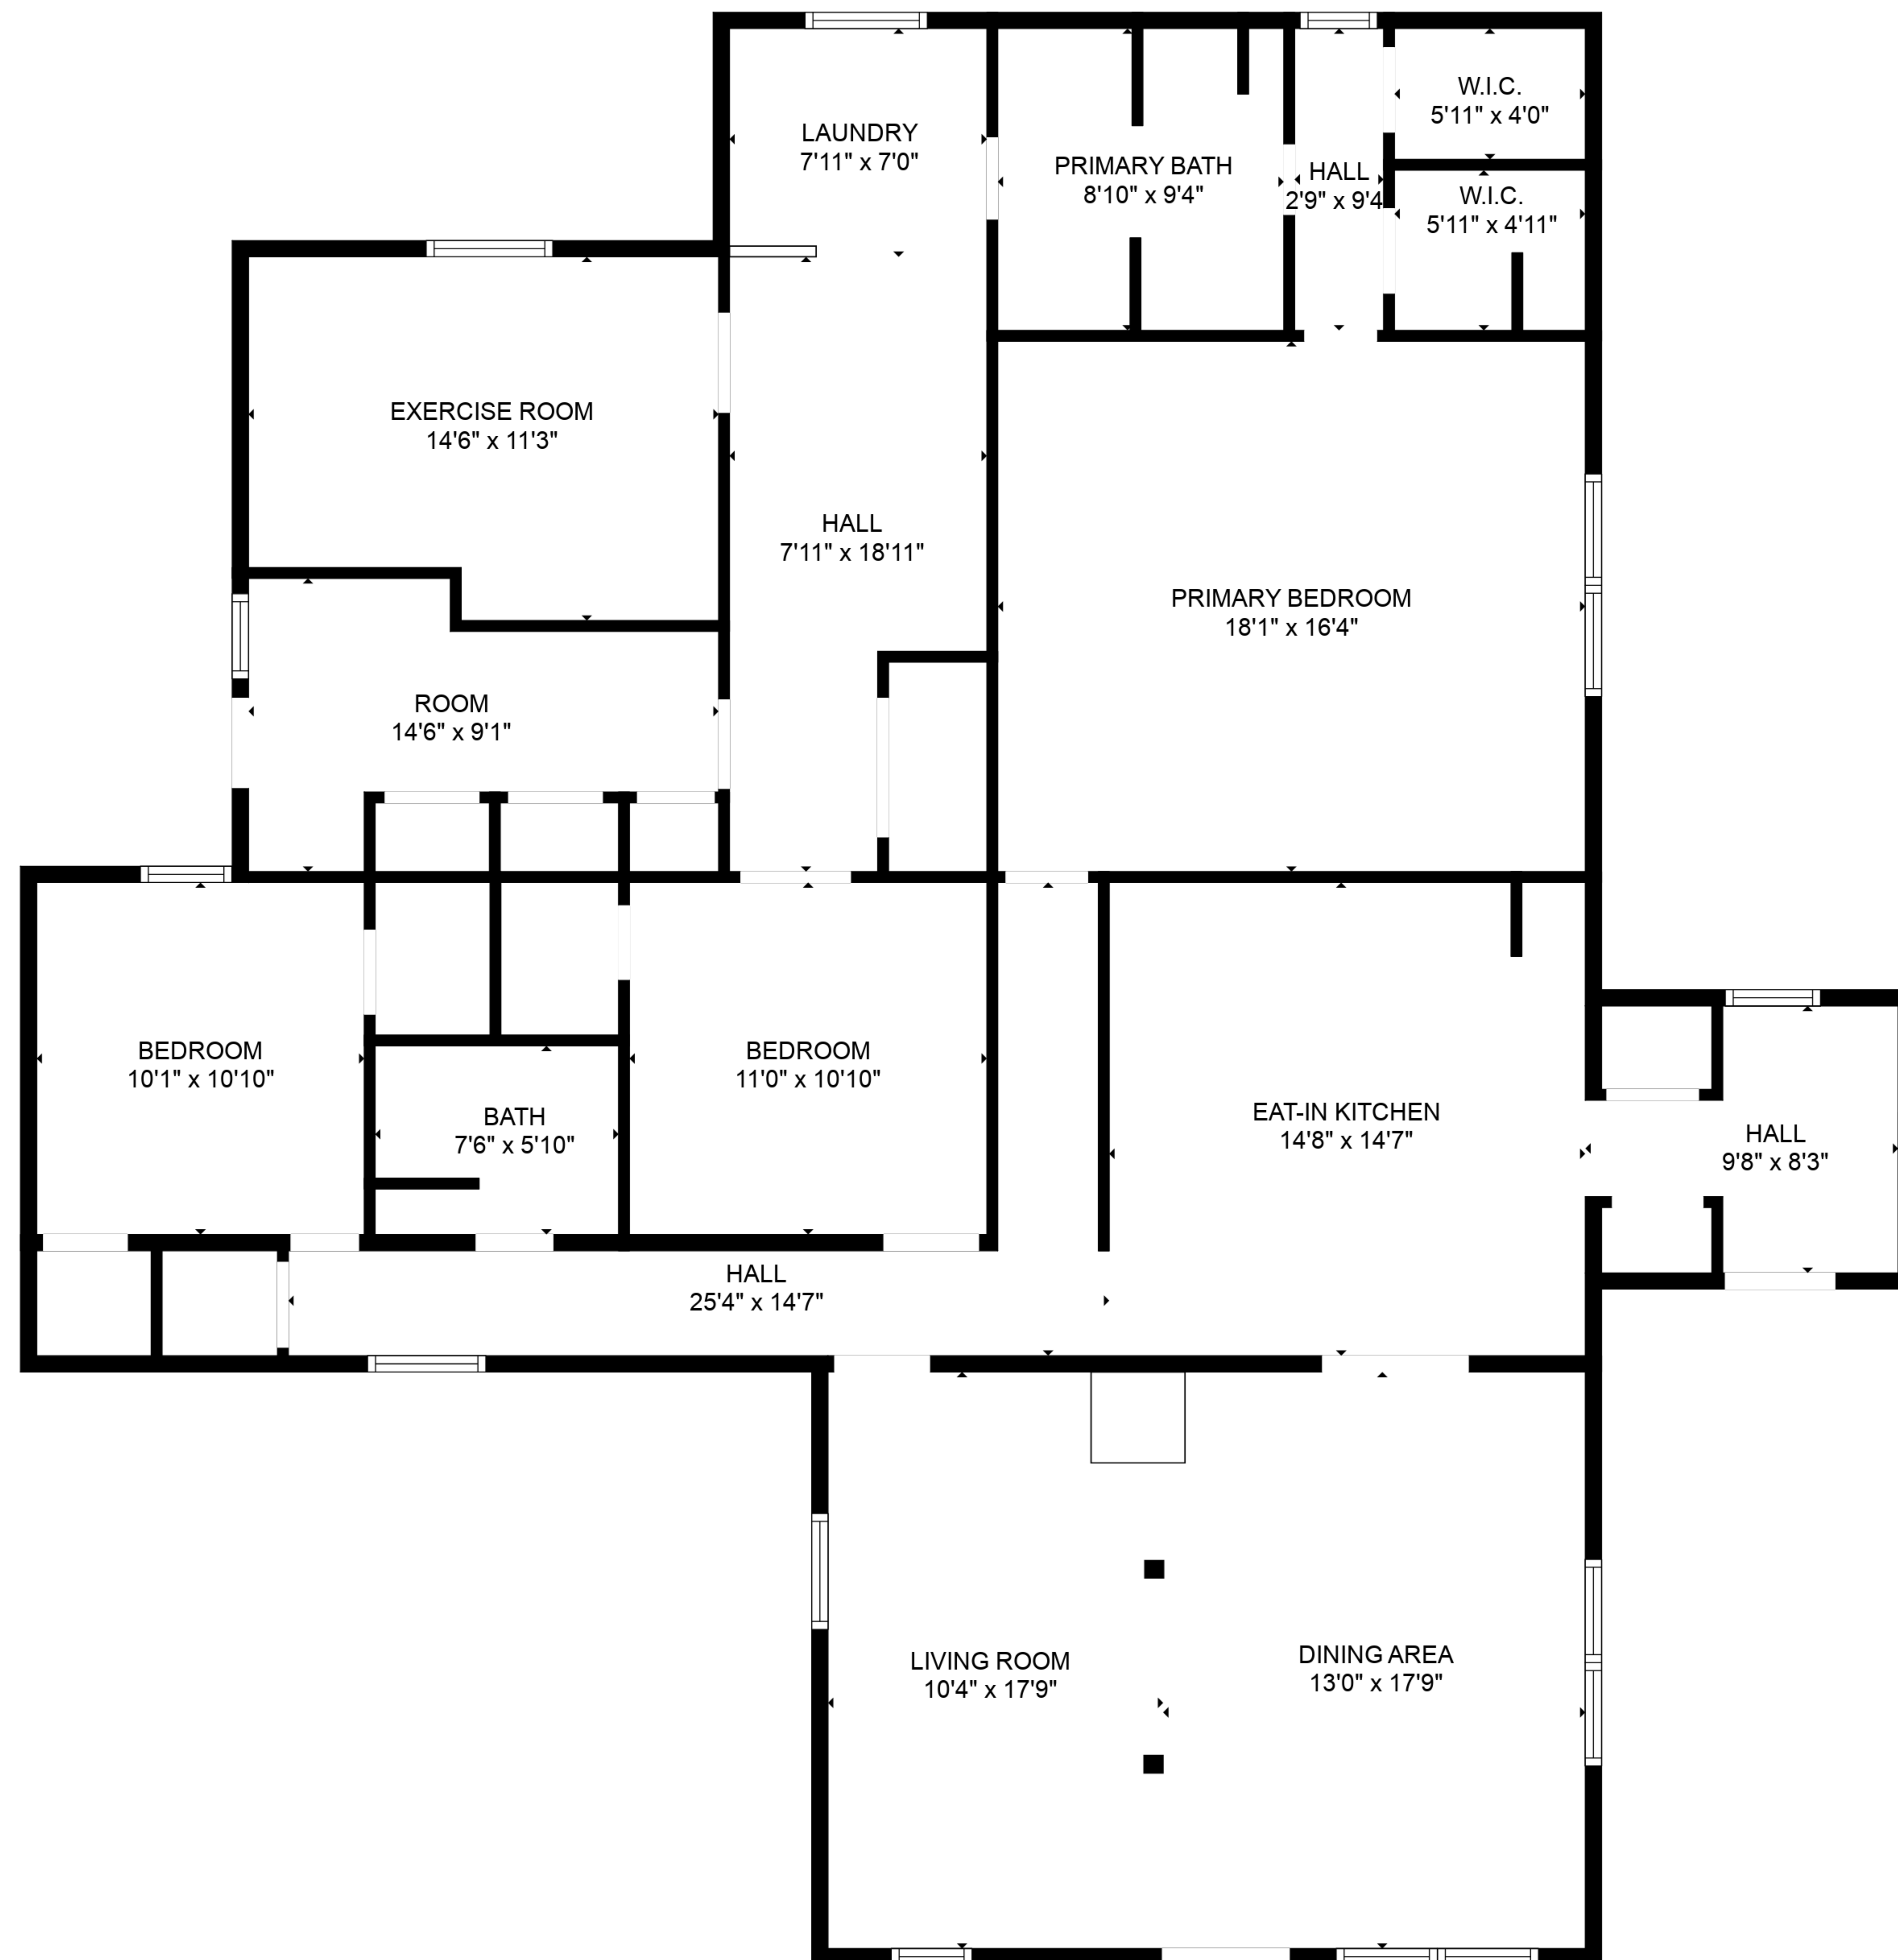 W.I.C.
5'11" x 4'0"
LAUNDRY
7'11" x 7'0"
PRIMARY BATH
8'10" x 9'4"
HALL
2'9" x 9'4
W.I.C.
5'11" x 4'11"
EXERCISE ROOM
14'6" x 11'3"
HALL
7'11" x 18'11"
PRIMARY BEDROOM
18'1" x 16'4"
ROOM
14'6" x 9'1"
BEDROOM
10'1" x 10'10"
BEDROOM
11'0" x 10'10"
BATH
7'6" x 5'10"
EAT-IN KITCHEN
14'8" x 14'7"
HALL
9'8" x 8'3"
HALL
25'4" x 14'7"
LIVING ROOM
10'4" x 17'9"
DINING AREA
13'0" x 17'9"